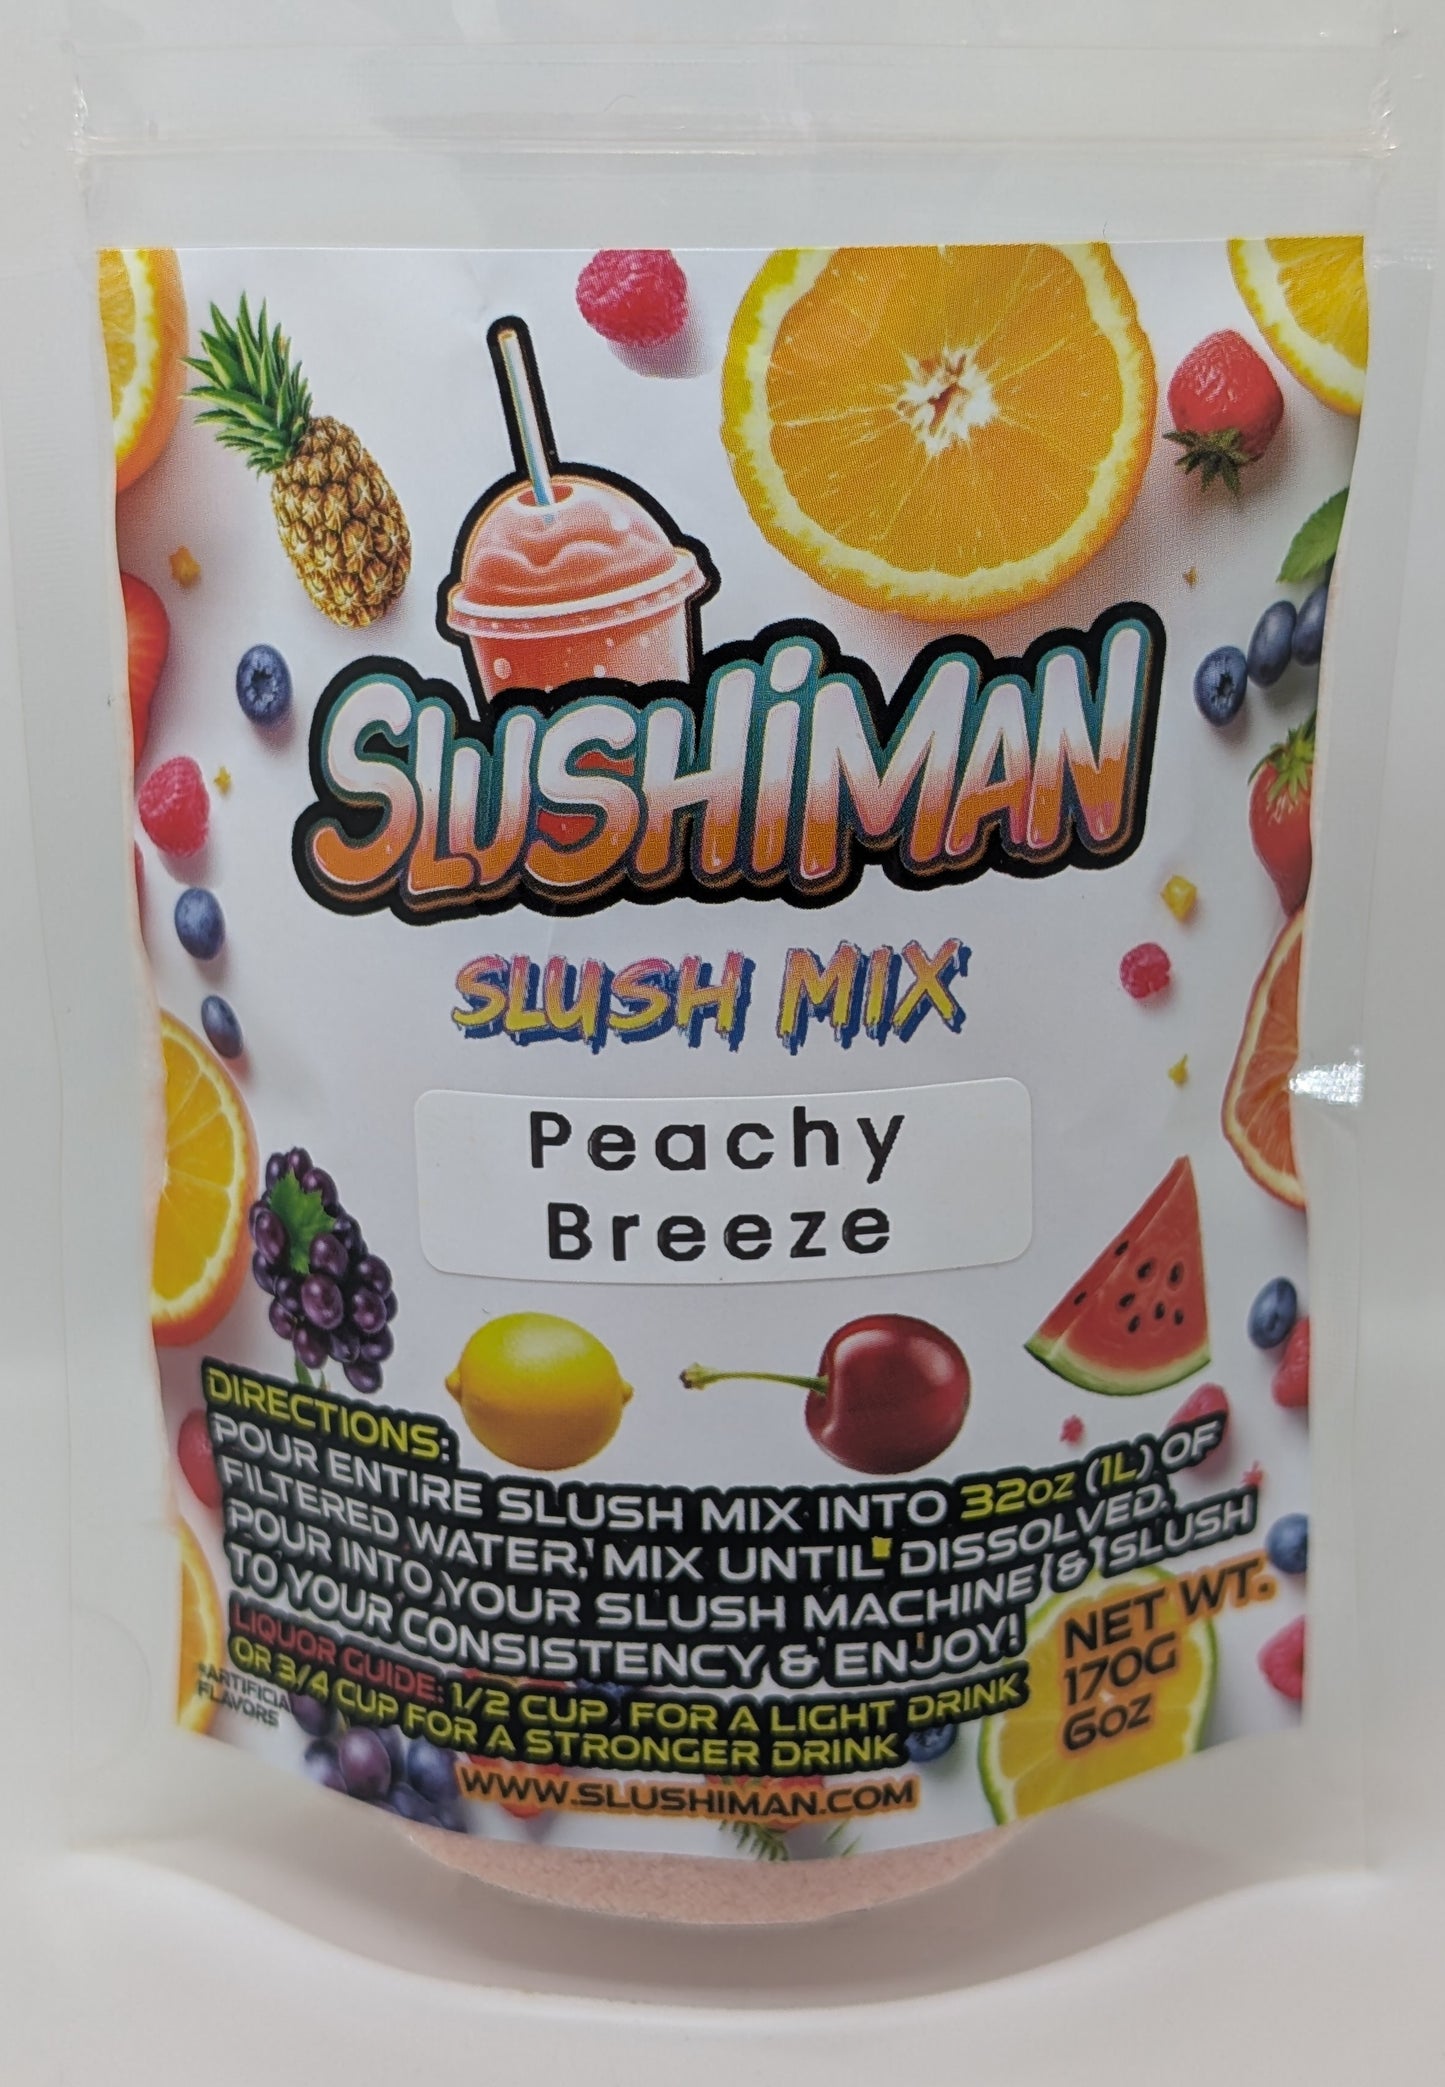 SLUSHiMAN
SLUSH MIX
Peachy
Breeze
DIRECTIONS:
POUR ENTIRE SLUSH MIX INTO 32OZ (1L) OF
FILTERED WATER, MIX UNTIL DISSOLVED.
POUR INTO YOUR SLUSH MACHINE & SLUSH
TO YOUR CONSISTENCY & ENJOY!
LIQUOR GUIDE: 1/2 CUP FOR A LIGHT DRINK
OR 3/4 CUP FOR A STRONGER DRINK
*ARTIFICIAL
FLAVORS
NET WT.
170G
6OZ
WWW.SLUSHIMAN.COM